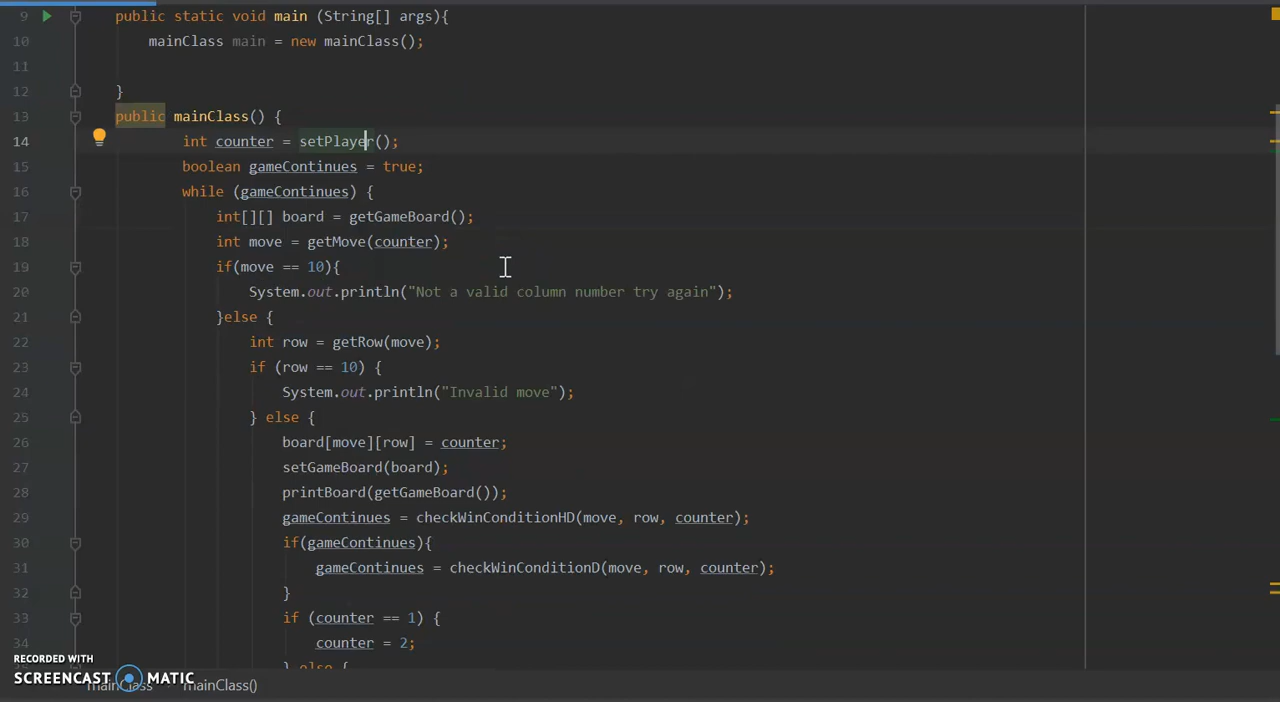 9 public static void main (String[] args){
10 mainClass main = new mainClass();
11
12 }
13 public mainClass() {
14 int counter = setPlayer();
15 boolean gameContinues = true;
16 while (gameContinues) {
17 int[][] board = getGameBoard();
18 int move = getMove(counter);
19 if(move == 10){
20 System.out.println("Not a valid column number try again");
21 }else {
22 int row = getRow(move);
23 if (row == 10) {
24 System.out.println("Invalid move");
25 } else {
26 board[move][row] = counter;
27 setGameBoard(board);
28 printBoard(getGameBoard());
29 gameContinues = checkWinConditionHD(move, row, counter);
30 if(gameContinues){
31 gameContinues = checkWinConditionD(move, row, counter);
32 }
33 if (counter == 1) {
34 counter = 2;
} else {
RECORDED WITH
SCREENCAST MATIC
mainClass mainClass()